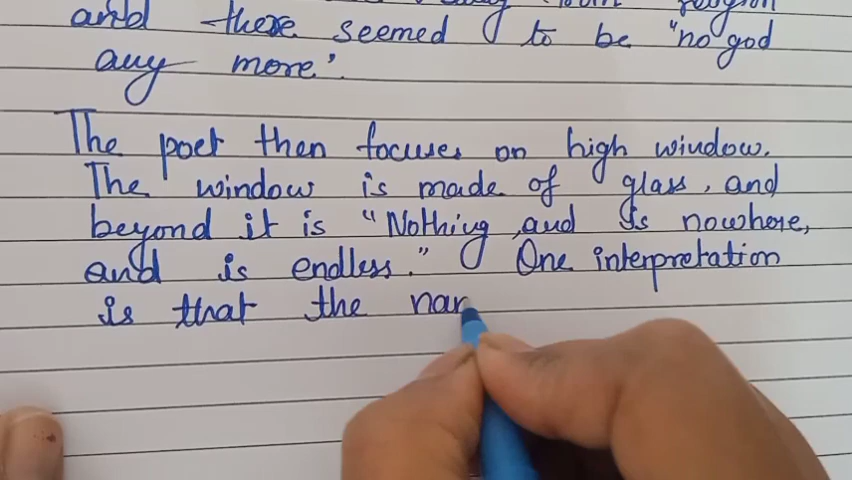 religion
and there seemed to be "no god
any more".
The poet then focuses on high window.
The window is made of glass, and
beyond it is "Nothing, and is nowhere,
and is endless." One interpretation
is that the nar